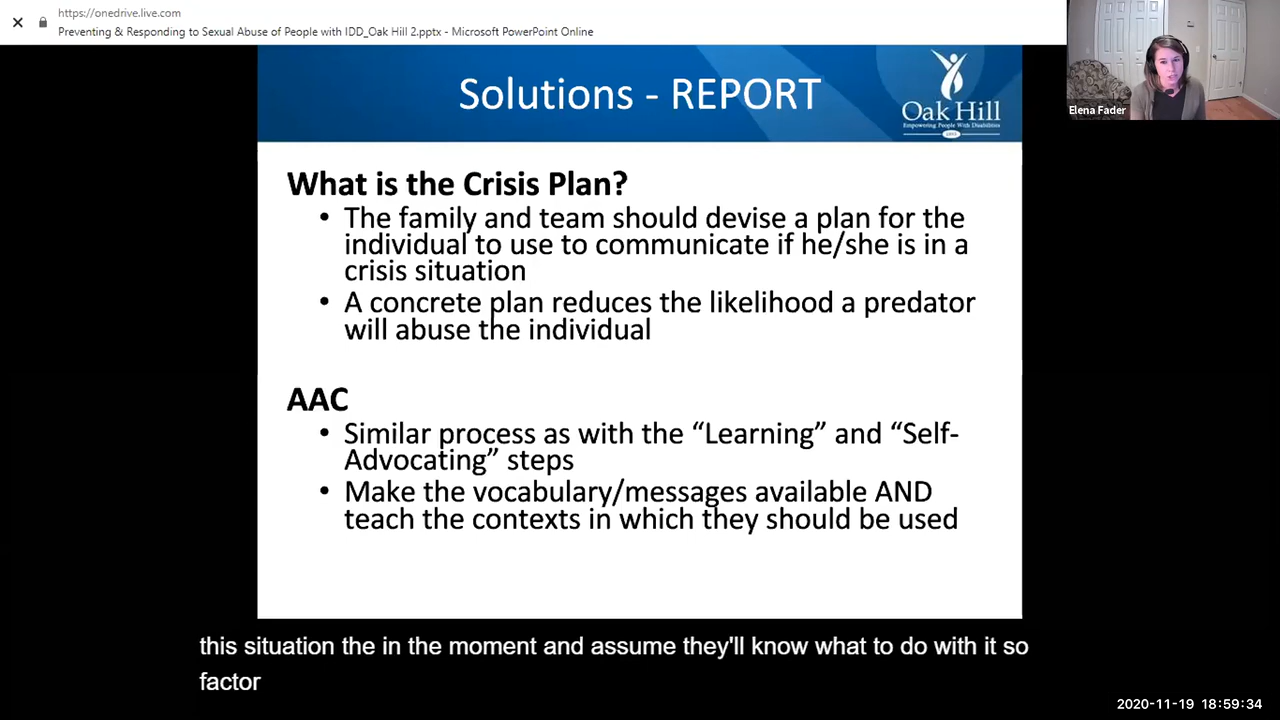 https://onedrive.live.com
Preventing & Responding to Sexual Abuse of People with IDD_Oak Hill 2.pptx - Microsoft PowerPoint Online
Elena Fader
Solutions - REPORT
Oak Hill
Empowering People With Disabilities
What is the Crisis Plan?
• The family and team should devise a plan for the
individual to use to communicate if he/she is in a
crisis situation
• A concrete plan reduces the likelihood a predator
will abuse the individual
AAC
• Similar process as with the “Learning” and “Self-
Advocating” steps
• Make the vocabulary/messages available AND
teach the contexts in which they should be used
this situation the in the moment and assume they'll know what to do with it so
factor
2020-11-19 18:59:34